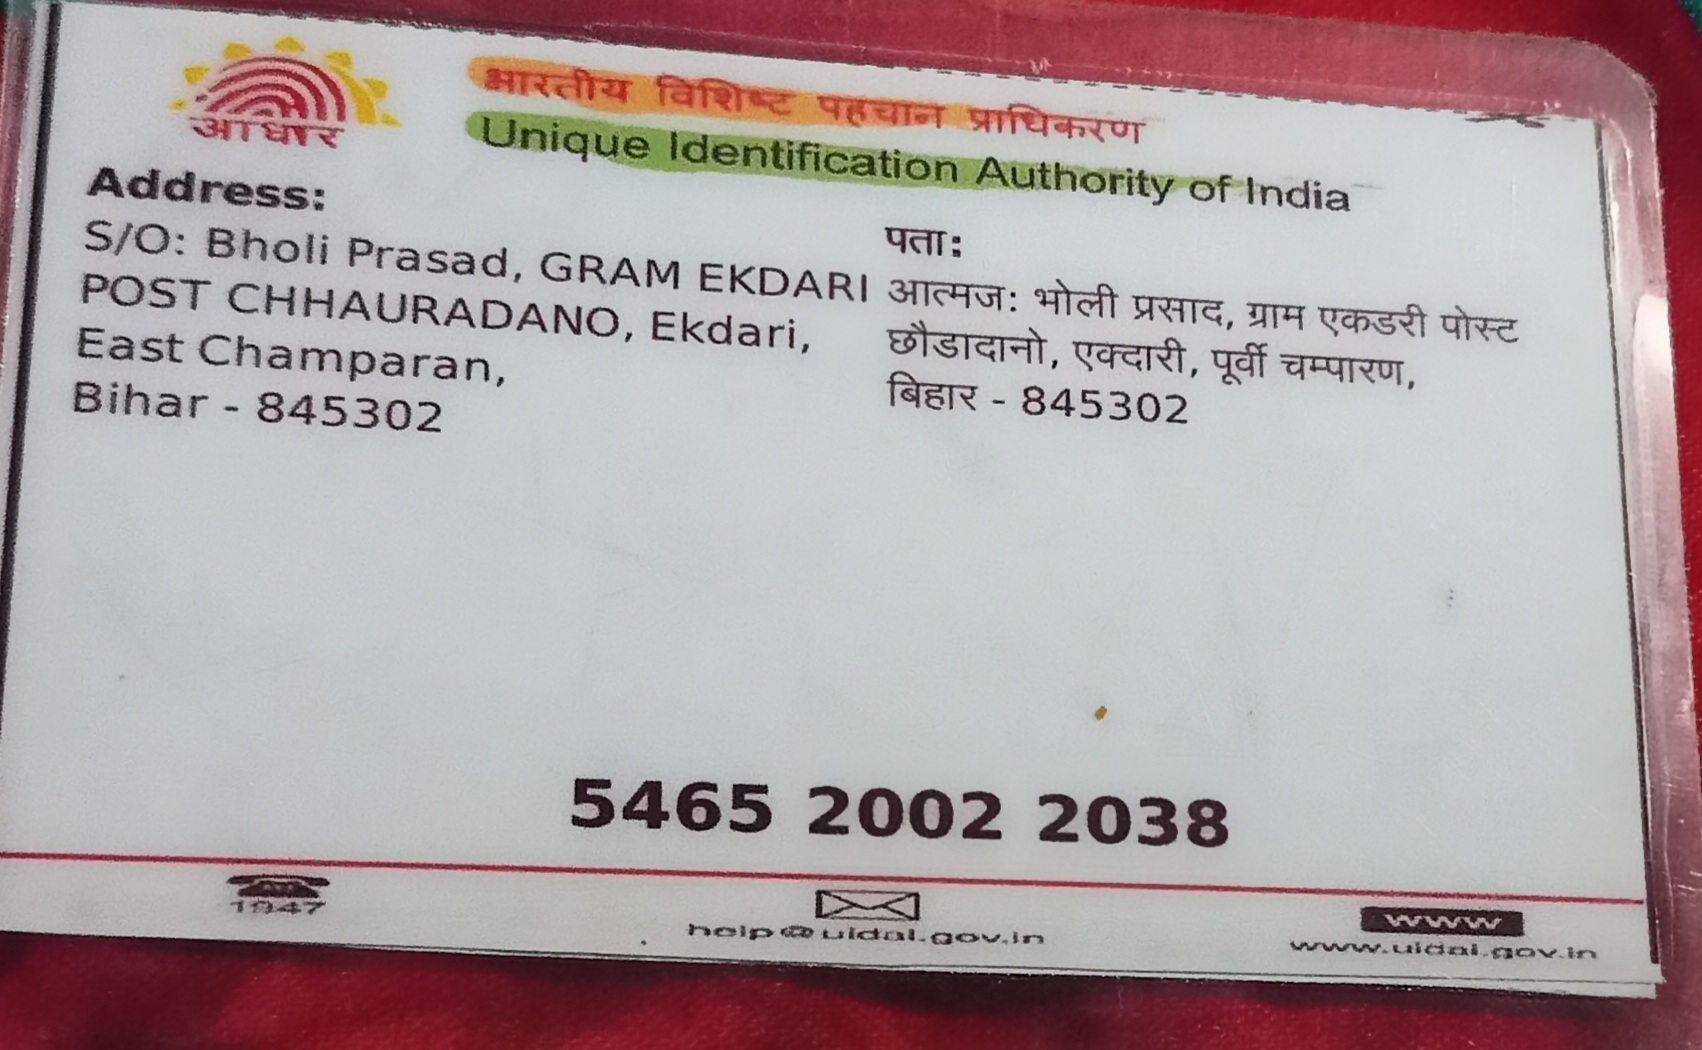 आधार
भारतीय विशिष्ट पहचान प्राधिकरण
Unique Identification Authority of India
Address:
S/O: Bholi Prasad, GRAM EKDARI
POST CHHAURADANO, Ekdari,
East Champaran,
Bihar - 845302
पता:
आत्मज: भोली प्रसाद, ग्राम एकडरी पोस्ट
छौडादानो, एक्दारी, पूर्वी चम्पारण,
बिहार - 845302
5465 2002 2038
1947
help@uidai.gov.in
www
www.uidai.gov.in